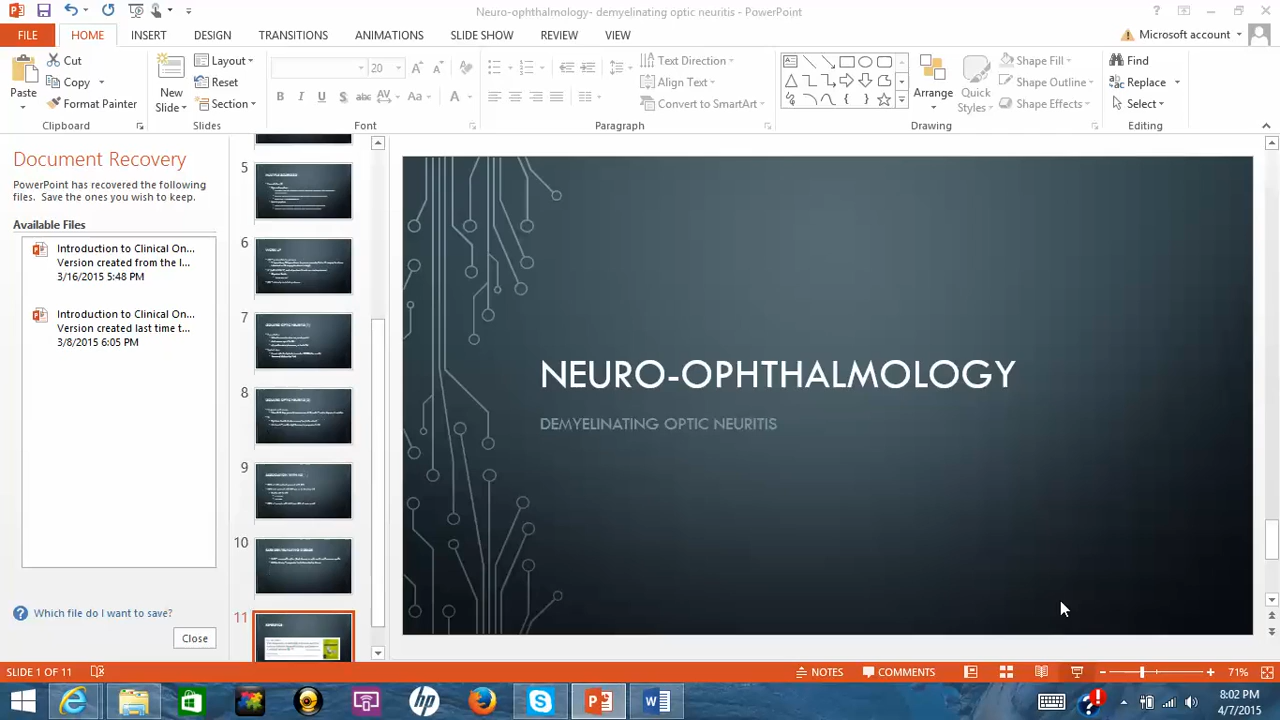 Neuro-ophthalmology- demyelinating optic neuritis - PowerPoint
FILE HOME INSERT DESIGN TRANSITIONS ANIMATIONS SLIDE SHOW REVIEW VIEW Microsoft account
Paste
Cut
Copy
Format Painter
Clipboard
New
Slide
Layout
Reset
Section
Slides
20
B I U S abc AV Aa A
Font
Text Direction
Align Text
Convert to SmartArt
Paragraph
Arrange
Quick
Styles
Shape Fill
Shape Outline
Shape Effects
Drawing
Find
Replace
Select
Editing
Document Recovery
PowerPoint has recovered the following
files. Save the ones you wish to keep.
Available Files
Introduction to Clinical On...
Version created from the l...
3/18/2015 5:48 PM
Introduction to Clinical On...
Version created last time t...
3/8/2015 6:05 PM
Which file do I want to save?
Close
5
6
7
8
9
10
11
NEURO-OPHTHALMOLOGY
DEMYELINATING OPTIC NEURITIS
SLIDE 1 OF 11 NOTES COMMENTS 71%
8:02 PM
4/7/2015